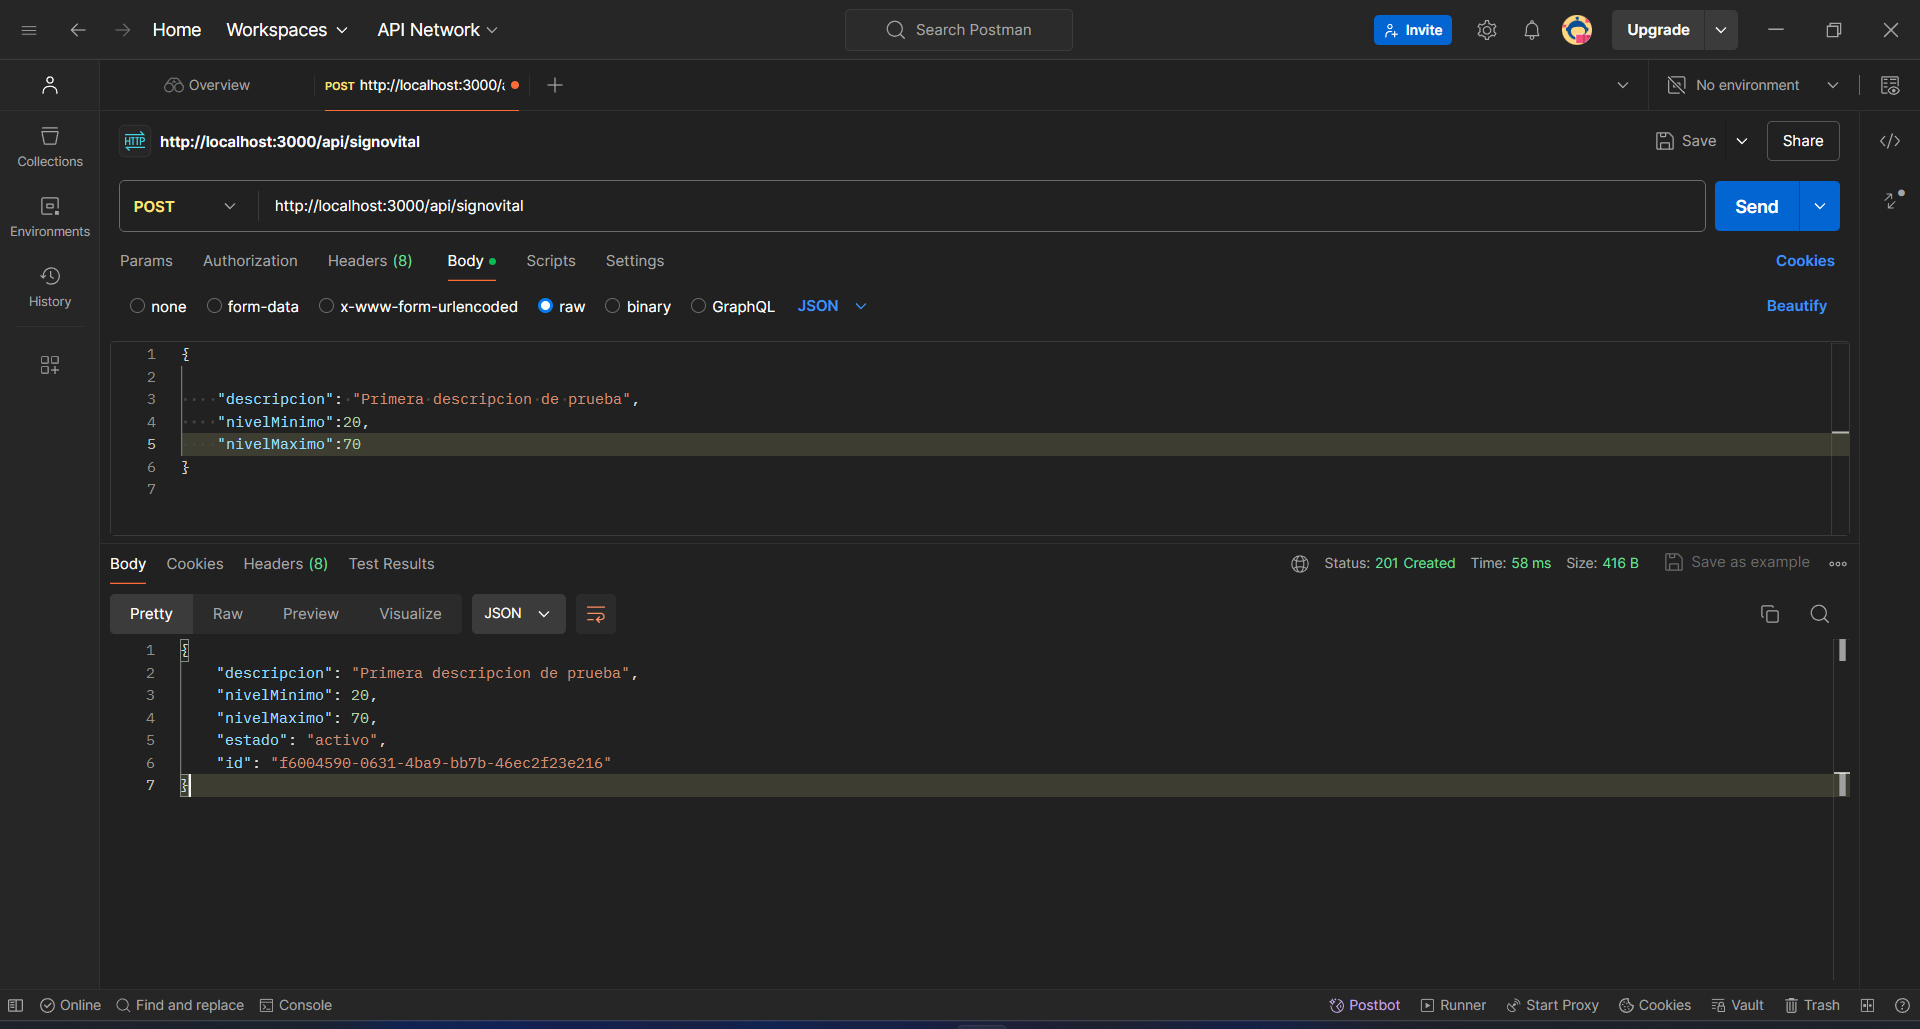 Home Workspaces API Network Search Postman Invite Upgrade
Overview POST http://localhost:3000/a No environment
HTTP http://localhost:3000/api/signovital Save Share
Collections
Environments
History
POST http://localhost:3000/api/signovital Send
Params Authorization Headers (8) Body Scripts Settings Cookies
none form-data x-www-form-urlencoded raw binary GraphQL JSON Beautify
1 {
2
3 "descripcion": "Primera descripcion de prueba",
4 "nivelMinimo":20,
5 "nivelMaximo":70
6 }
7
Body Cookies Headers (8) Test Results Status: 201 Created Time: 58 ms Size: 416 B Save as example
Pretty Raw Preview Visualize JSON
1 {
2 "descripcion": "Primera descripcion de prueba",
3 "nivelMinimo": 20,
4 "nivelMaximo": 70,
5 "estado": "activo",
6 "id": "f6004590-0631-4ba9-bb7b-46ec2f23e216"
7 }
Online Find and replace Console Postbot Runner Start Proxy Cookies Vault Trash